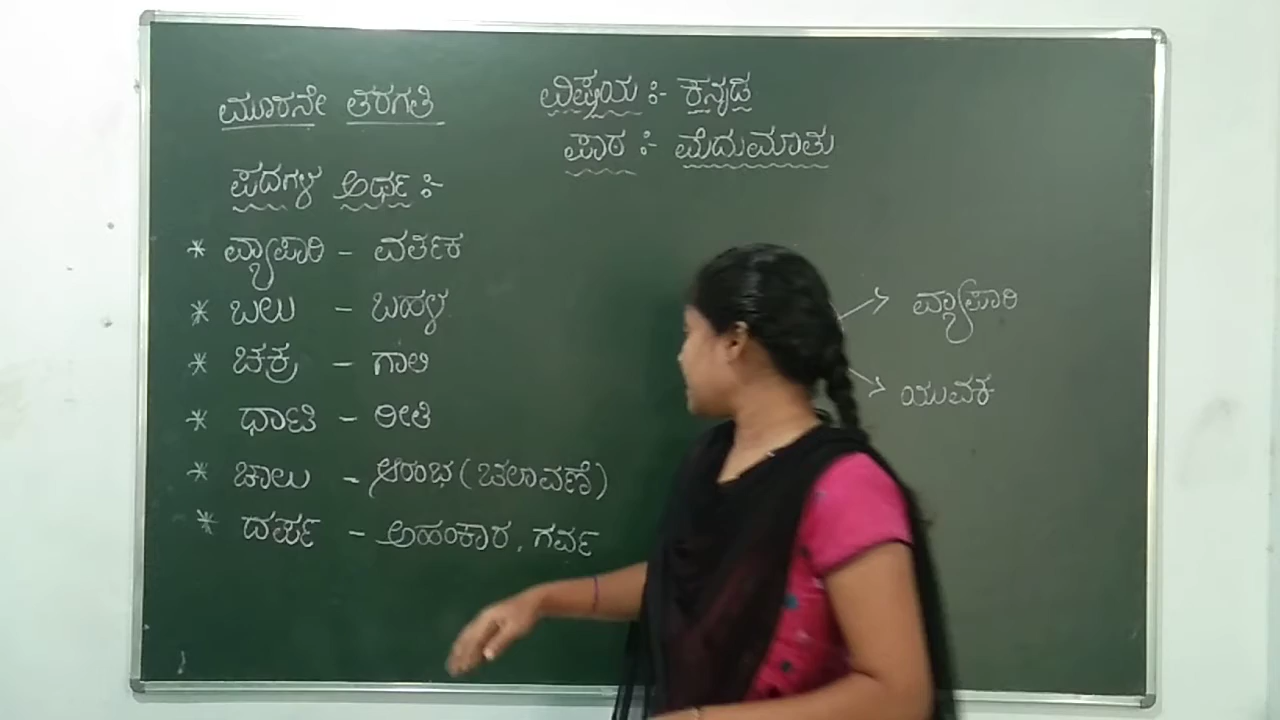 ಮೂರನೇ ತರಗತಿ
ವಿಷಯ :- ಕನ್ನಡ
ಪಾಠ :- ಮೆದುಮಾತು
ಪದಗಳ ಅರ್ಥ :-
* ವ್ಯಾಪಾರಿ - ವರ್ತಕ
* ಬಲು - ಬಹಳ
* ಚಕ್ರ - ಗಾಲಿ
* ಧಾಟಿ - ರೀತಿ
* ಚಾಲು - ಆರಂಭ (ಚಲಾವಣೆ)
* ದರ್ಪ - ಅಹಂಕಾರ, ಗರ್ವ
ವ್ಯಾಪಾರಿ
ಯುವಕ